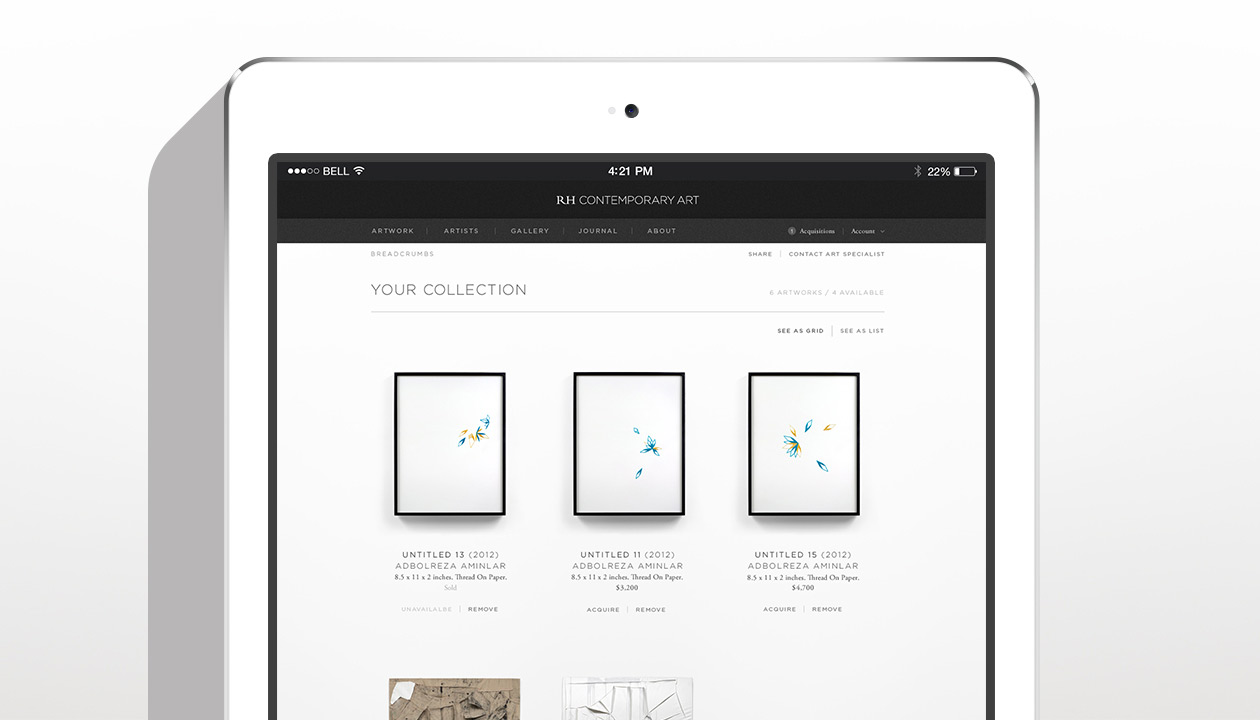 BELL
4:21 PM
22%
RH CONTEMPORARY ART
ARTWORK | ARTISTS | GALLERY | JOURNAL | ABOUT
Acquisitions | Account
BREADCRUMBS
SHARE | CONTACT ART SPECIALIST
YOUR COLLECTION
6 ARTWORKS / 4 AVAILABLE
SEE AS GRID | SEE AS LIST
UNTITLED 13 (2012)
ADBOLREZA AMINLAR
8.5 x 11 x 2 inches. Thread On Paper.
Sold
UNAVAILALBE | REMOVE
UNTITLED 11 (2012)
ADBOLREZA AMINLAR
8.5 x 11 x 2 inches. Thread On Paper.
$3,200
ACQUIRE | REMOVE
UNTITLED 15 (2012)
ADBOLREZA AMINLAR
8.5 x 11 x 2 inches. Thread On Paper.
$4,700
ACQUIRE | REMOVE